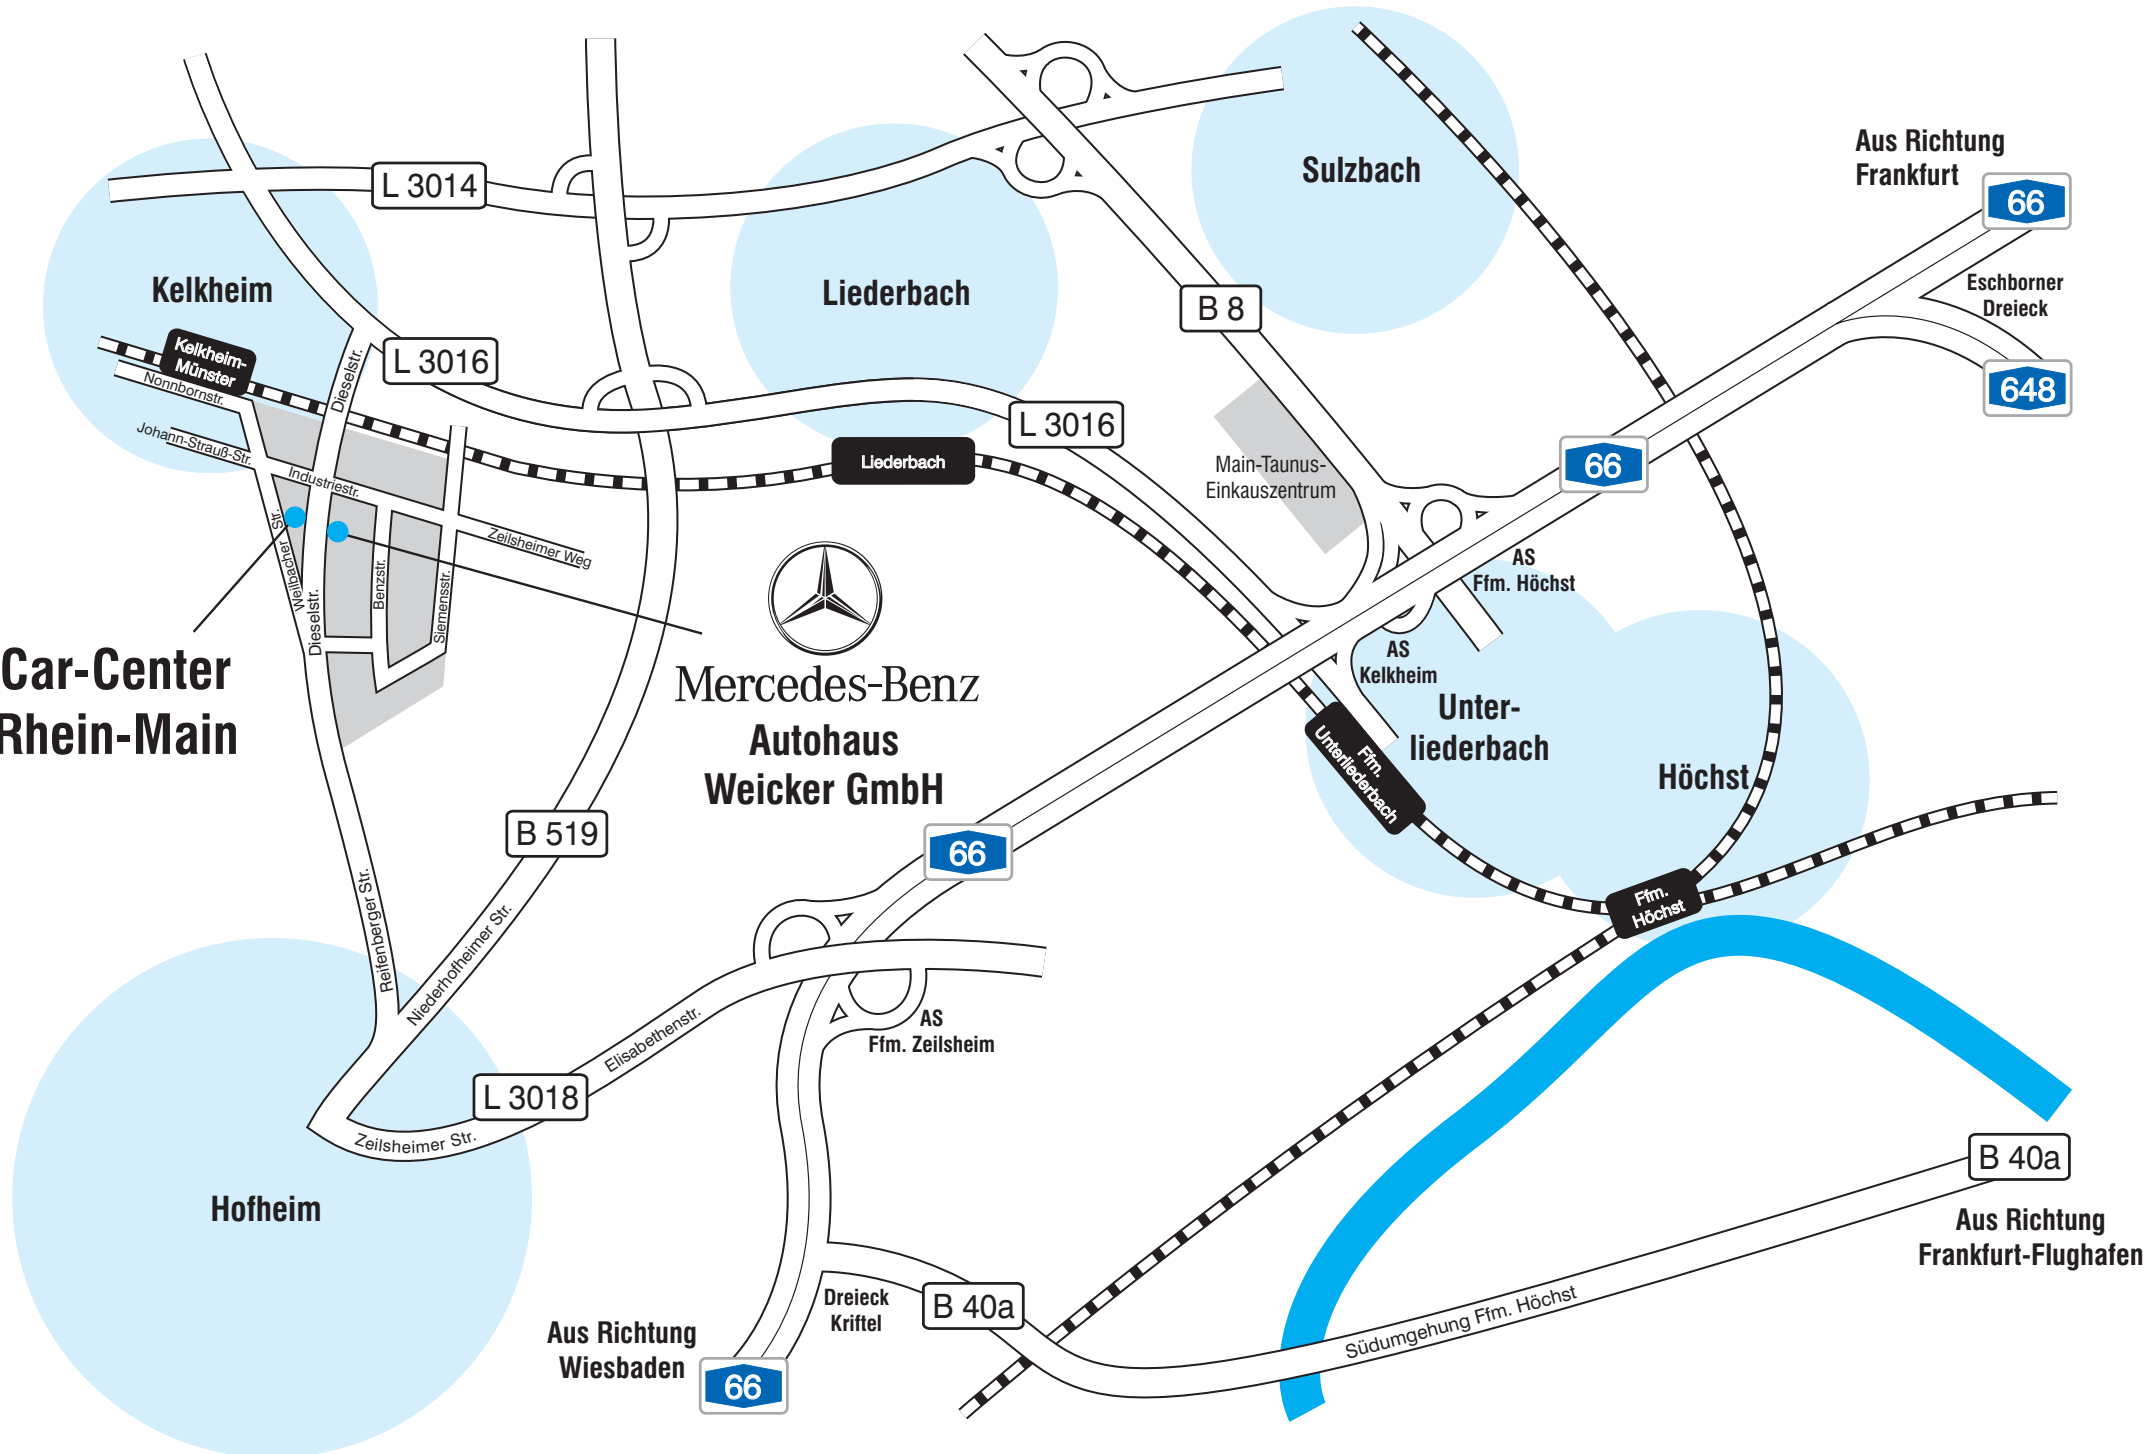 Aus Richtung
Frankfurt
66
Sulzbach
L 3014
Kelkheim
Liederbach
B 8
Eschborner
Dreieck
648
Kelkheim-
Münster
Nonnbornstr.
Dieselstr.
L 3016
L 3016
Johann-Strauß-Str.
Industriestr.
Liederbach
Main-Taunus-
Einkauszentrum
66
Zeilsheimer Weg
Weilbacher Str.
Dieselstr.
Benzstr.
Siemensstr.
AS
Ffm. Höchst
AS
Kelkheim
Car-Center
Rhein-Main
Mercedes-Benz
Autohaus
Weicker GmbH
Unter-
liederbach
Höchst
Ffm.
Unterliederbach
B 519
66
Reifenberger Str.
Niederhofheimer Str.
Ffm.
Höchst
AS
Ffm. Zeilsheim
Elisabethenstr.
L 3018
Zeilsheimer Str.
Hofheim
B 40a
Aus Richtung
Frankfurt-Flughafen
Dreieck
Kriftel
B 40a
Südumgehung Ffm. Höchst
Aus Richtung
Wiesbaden
66